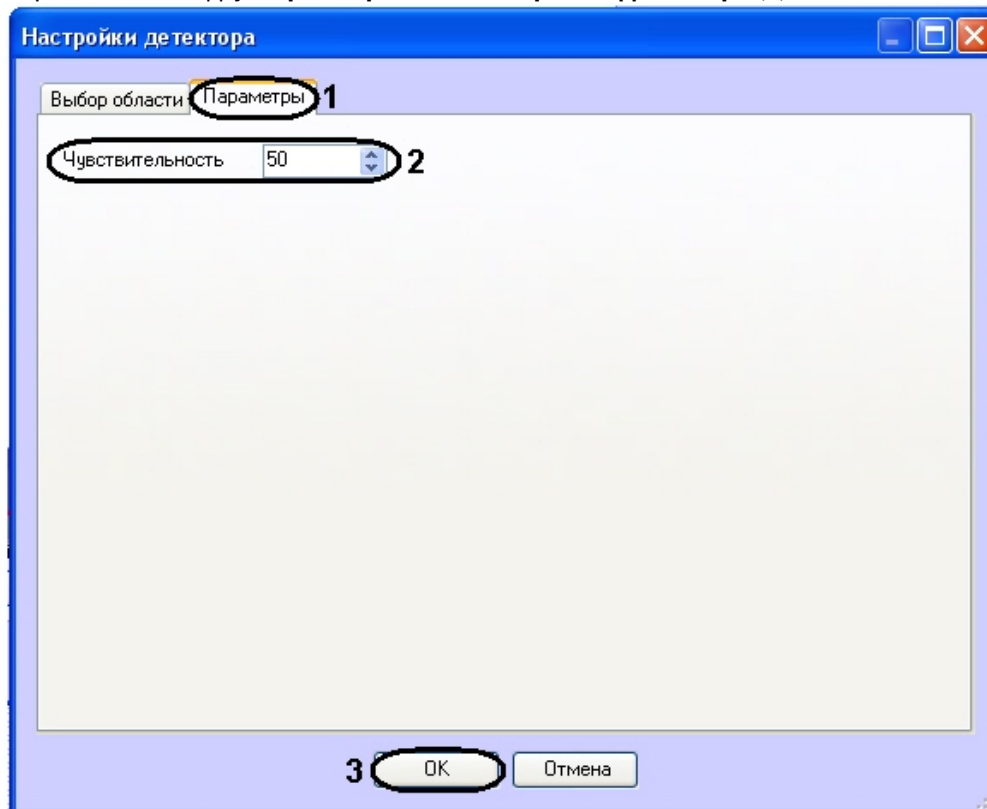 Настройки детектора
Выбор области Параметры 1
Чувствительность 50 2
3 OK Отмена